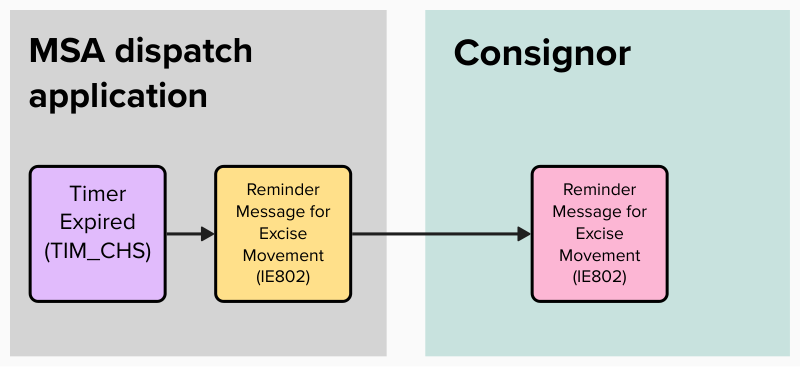 MSA dispatch
application
Consignor
Timer
Expired
(TIM_CHS)
Reminder
Message for
Excise
Movement
(IE802)
Reminder
Message for
Excise
Movement
(IE802)